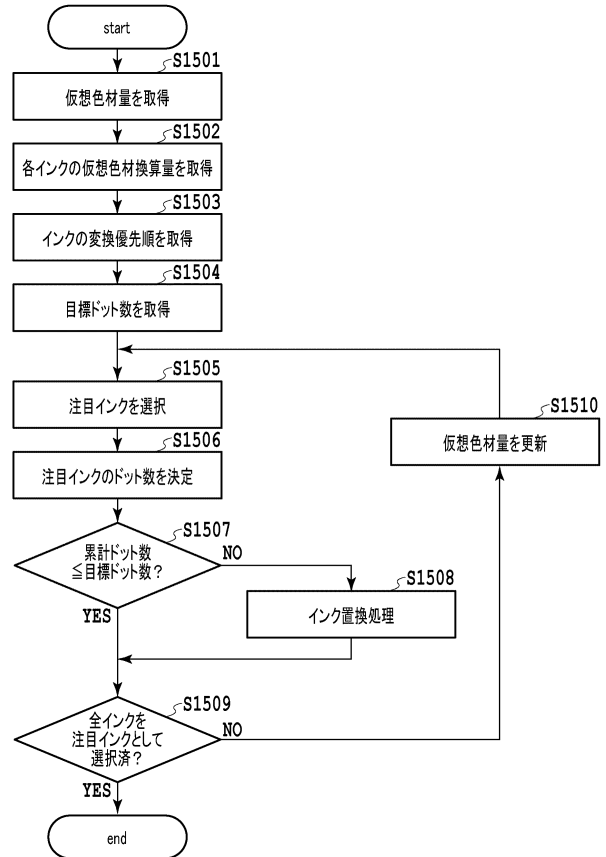 start
S1501
仮想色材量を取得
S1502
各インクの仮想色材換算量を取得
S1503
インクの変換優先順を取得
S1504
目標ドット数を取得
S1505
注目インクを選択
S1510
仮想色材量を更新
S1506
注目インクのドット数を決定
S1507
累計ドット数
≦目標ドット数？
NO
YES
S1508
インク置換処理
S1509
全インクを
注目インクとして
選択済？
NO
YES
end